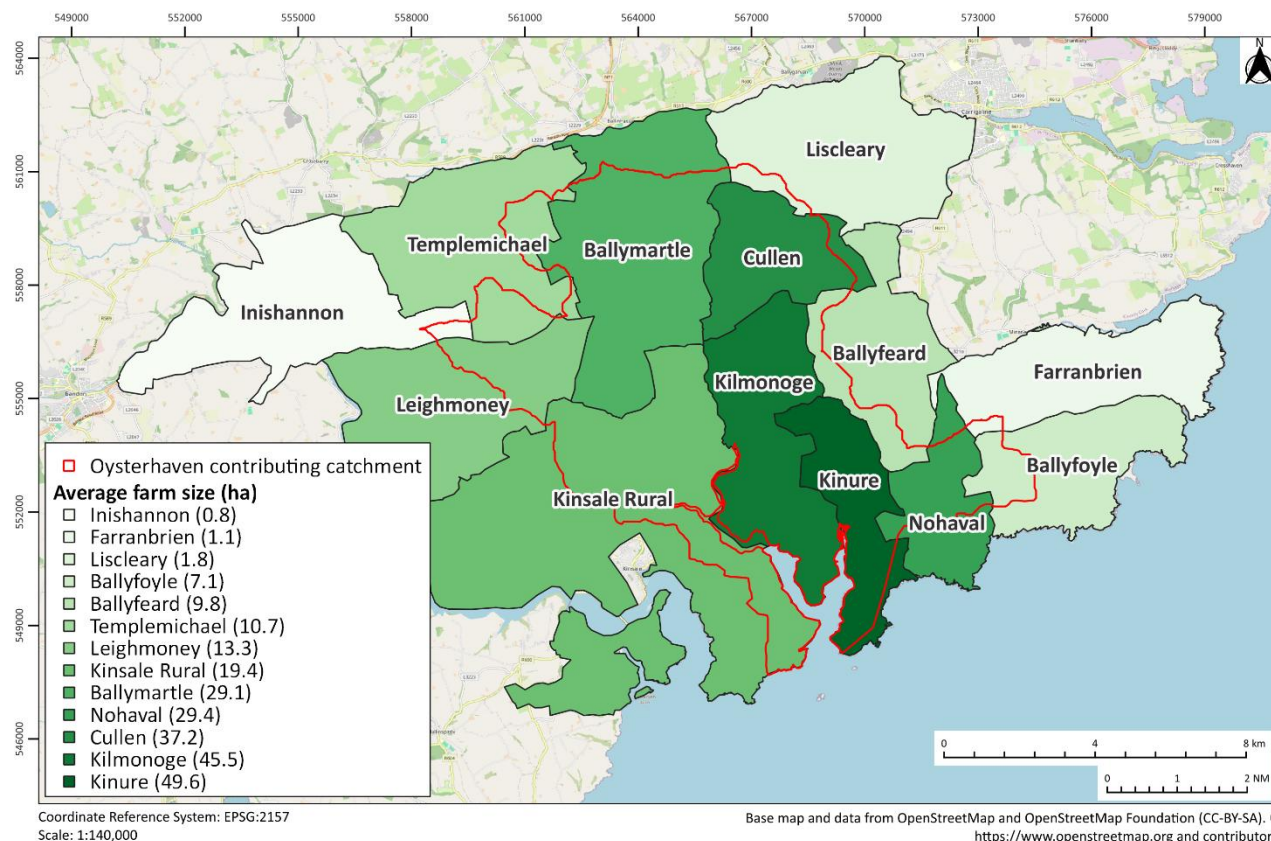 549000 552000 555000 558000 561000 564000 567000 570000 573000 576000 579000
564000
561000
558000
555000
552000
549000
546000
N
Liscleary
Templemichael
Ballymartle
Cullen
Inishannon
Ballyfeard
Farranbrien
Kilmonoge
Leighmoney
Ballyfoyle
Kinure
Kinsale Rural
Nohaval
Oysterhaven contributing catchment
Average farm size (ha)
Inishannon (0.8)
Farranbrien (1.1)
Liscleary (1.8)
Ballyfoyle (7.1)
Ballyfeard (9.8)
Templemichael (10.7)
Leighmoney (13.3)
Kinsale Rural (19.4)
Ballymartle (29.1)
Nohaval (29.4)
Cullen (37.2)
Kilmonoge (45.5)
Kinure (49.6)
0 4 8 km
0 1 2 NM
Coordinate Reference System: EPSG:2157
Scale: 1:140,000
Base map and data from OpenStreetMap and OpenStreetMap Foundation (CC-BY-SA).
https://www.openstreetmap.org and contributor